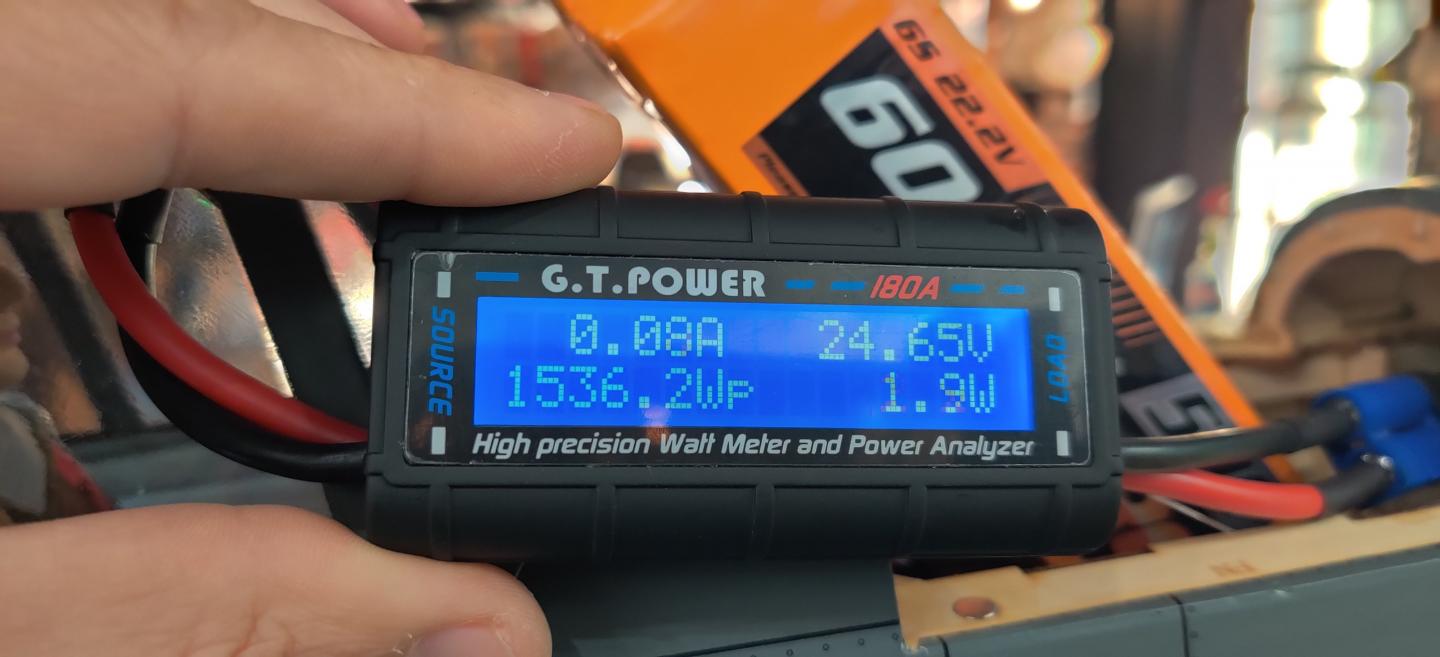 6S 22.2V
60
G.T.POWER
180A
SOURCE
LOAD
0.08A 24.65V
1536.2Wp 1.9W
High precision Watt Meter and Power Analyzer
5